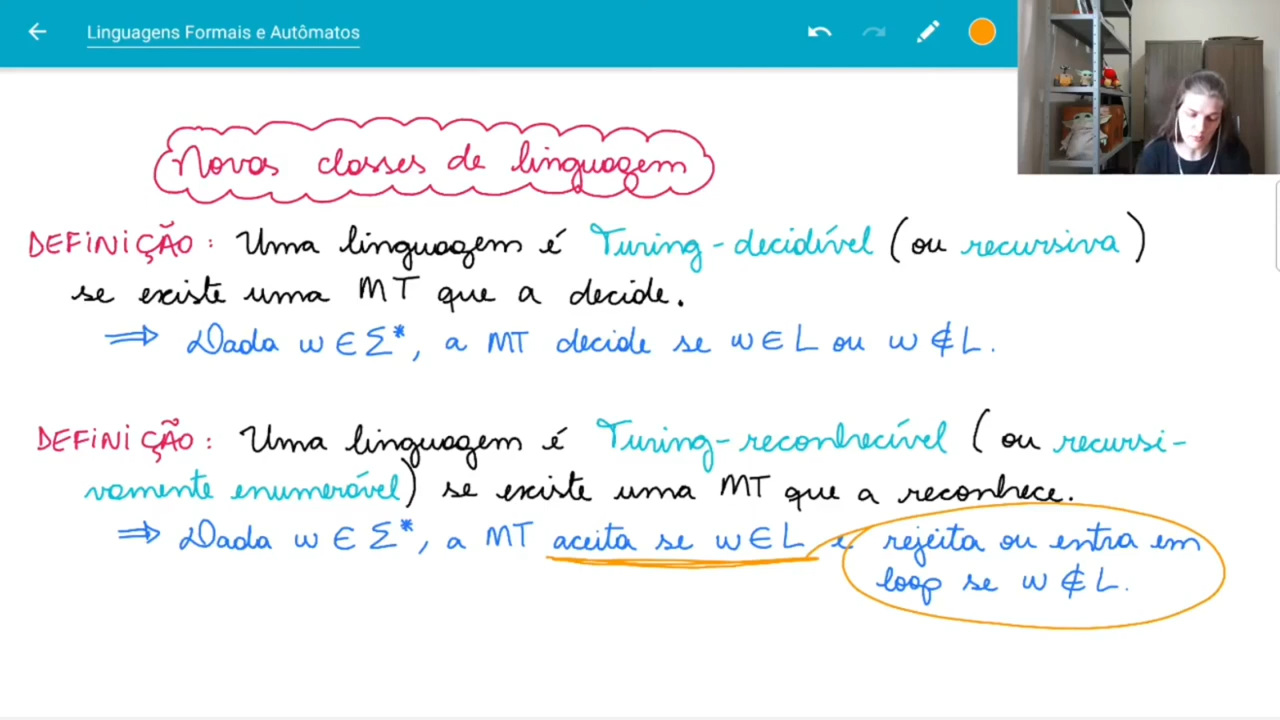 Linguagens Formais e Autômatos
Novas classes de linguagem
DEFINIÇÃO: Uma linguagem é Turing-decidível (ou recursiva)
se existe uma MT que a decide.
⇒ Dada w ∈ Σ*, a MT decide se w ∈ L ou w ∉ L.
DEFINIÇÃO: Uma linguagem é Turing-reconhecível (ou recursi-
vamente enumerável) se existe uma MT que a reconhece.
⇒ Dada w ∈ Σ*, a MT aceita se w ∈ L e rejeita ou entra em
loop se w ∉ L.